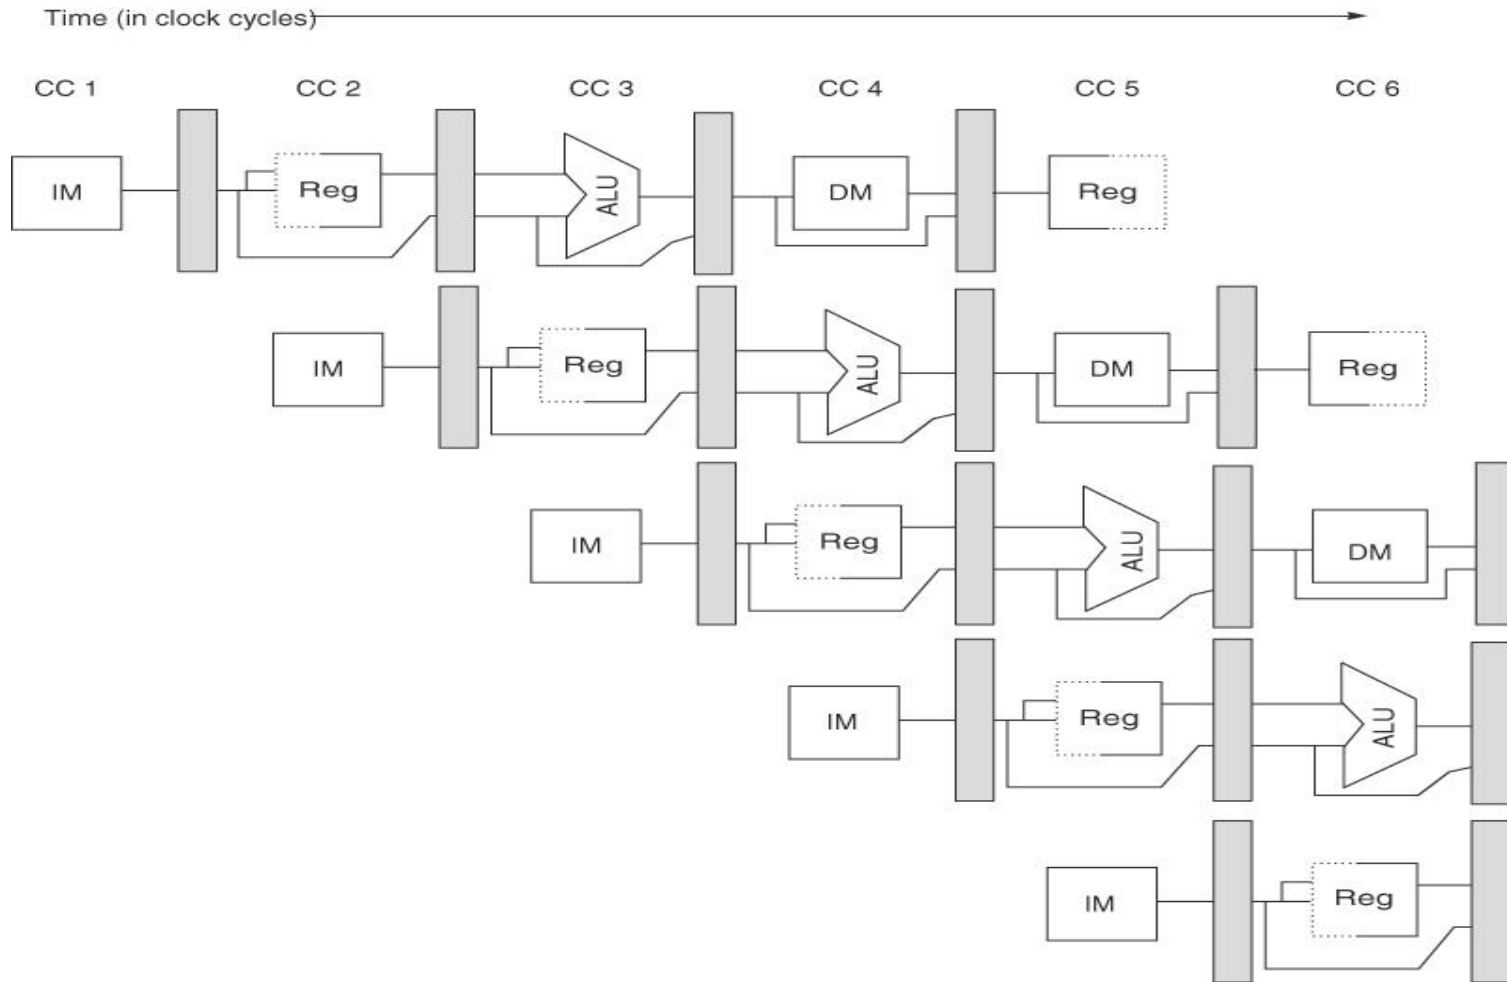 Time (in clock cycles)
CC 1 CC 2 CC 3 CC 4 CC 5 CC 6
IM Reg ALU DM Reg
IM Reg ALU DM Reg
IM Reg ALU DM
IM Reg ALU
IM Reg